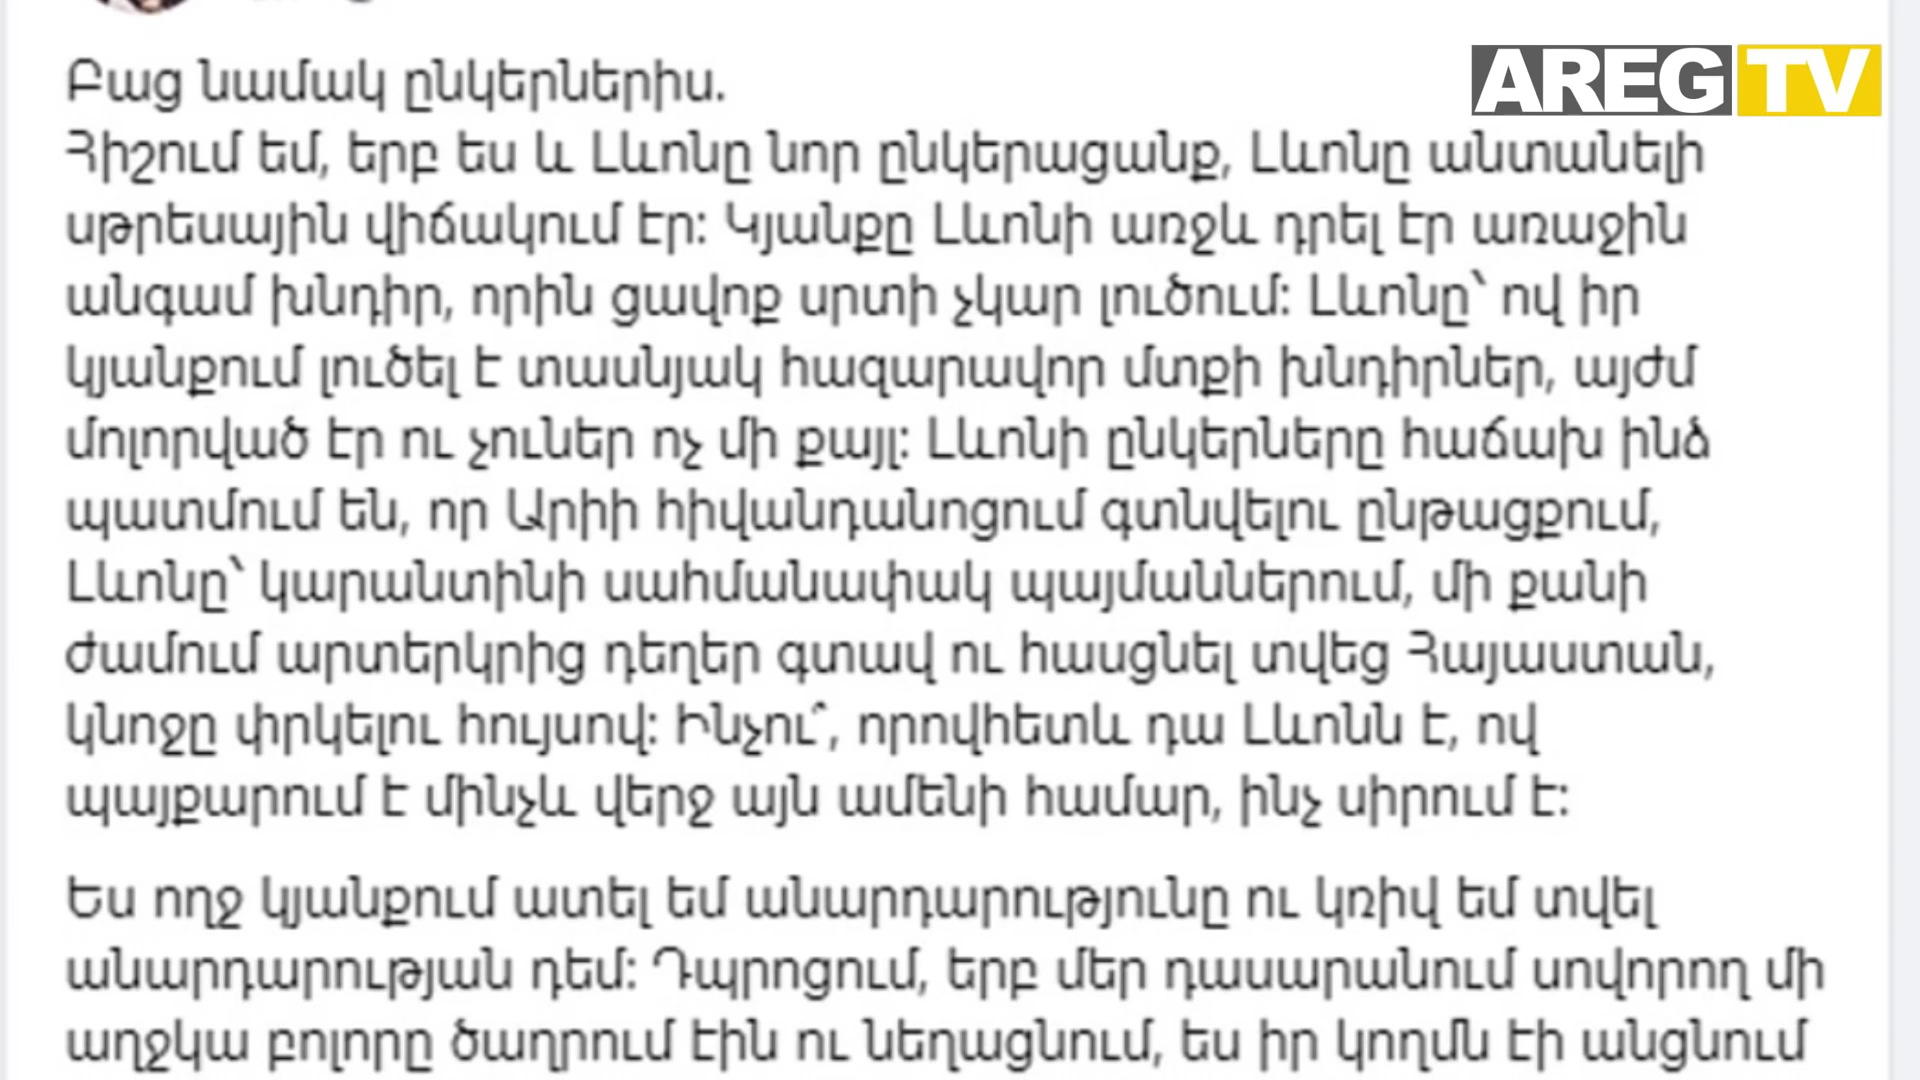 Բաց նամակ ընկերներիս.
AREG TV
Հիշում եմ, երբ ես և Լևոնը նոր ընկերացանք, Լևոնը անտանելի
սթրեսային վիճակում էր: Կյանքը Լևոնի առջև դրել էր առաջին
անգամ խնդիր, որին ցավոք սրտի չկար լուծում: Լևոնը՝ ով իր
կյանքում լուծել է տասնյակ հազարավոր մտքի խնդիրներ, այժմ
մոլորված էր ու չուներ ոչ մի քայլ: Լևոնի ընկերները հաճախ ինձ
պատմում են, որ Արիի հիվանդանոցում գտնվելու ընթացքում,
Լևոնը՝ կարանտինի սահմանափակ պայմաններում, մի քանի
ժամում արտերկրից դեղեր գտավ ու հասցնել տվեց Հայաստան,
կնոջը փրկելու հույսով: Ինչու՞, որովհետև դա Լևոնն է, ով
պայքարում է մինչև վերջ այն ամենի համար, ինչ սիրում է:
Ես ողջ կյանքում ատել եմ անարդարությունը ու կռիվ եմ տվել
անարդարության դեմ: Դպրոցում, երբ մեր դասարանում սովորող մի
աղջկա բոլորը ծաղրում էին ու նեղացնում, ես իր կողմն էի անցնում